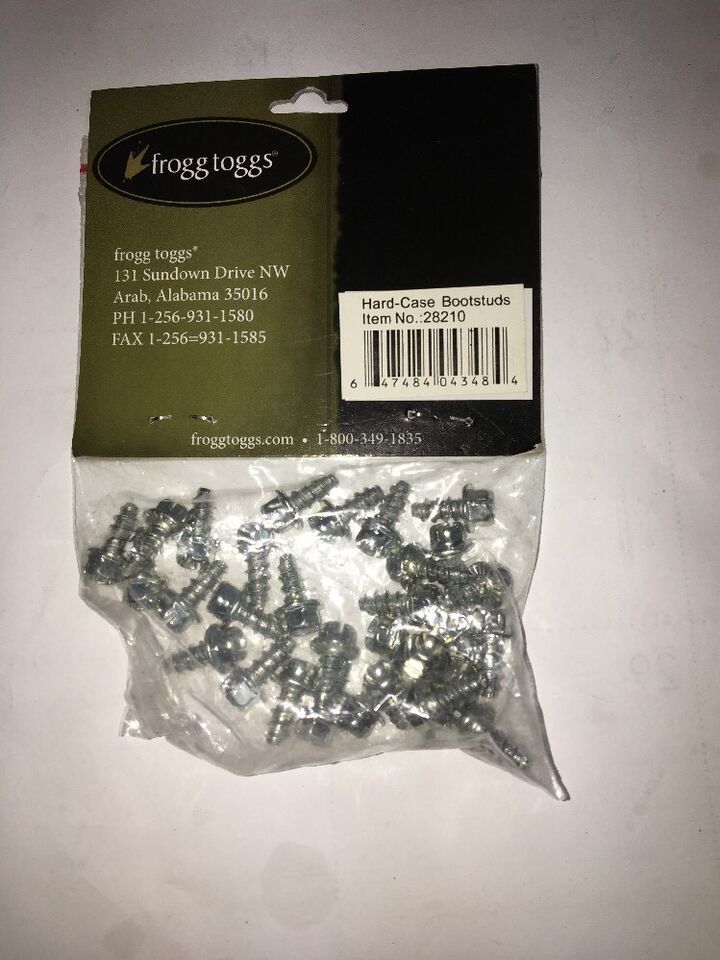 frogg toggs®
frogg toggs®
131 Sundown Drive NW
Arab, Alabama 35016
PH 1-256-931-1580
FAX 1-256=931-1585
Hard-Case Bootstuds
Item No.:28210
6 47484 04348 4
froggtoggs.com • 1-800-349-1835